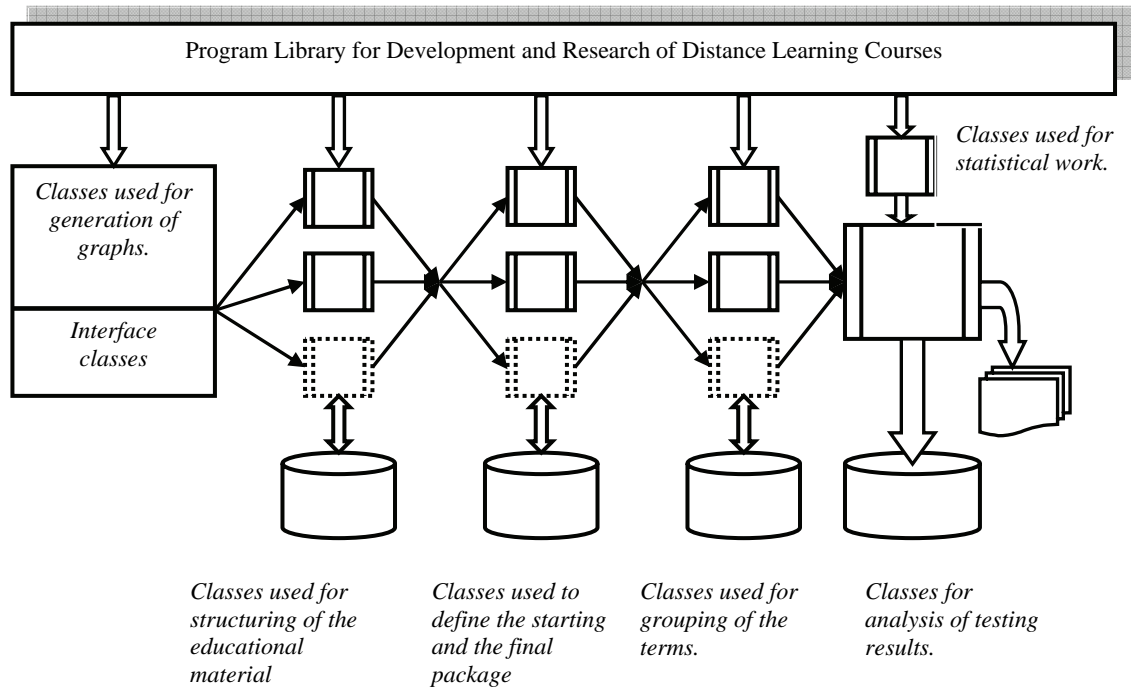 Program Library for Development and Research of Distance Learning Courses
Classes used for
statistical work.
Classes used for
generation of
graphs.
Interface
classes
Classes used for
structuring of the
educational
material
Classes used to
define the starting
and the final
package
Classes used for
grouping of the
terms.
Classes for
analysis of testing
results.